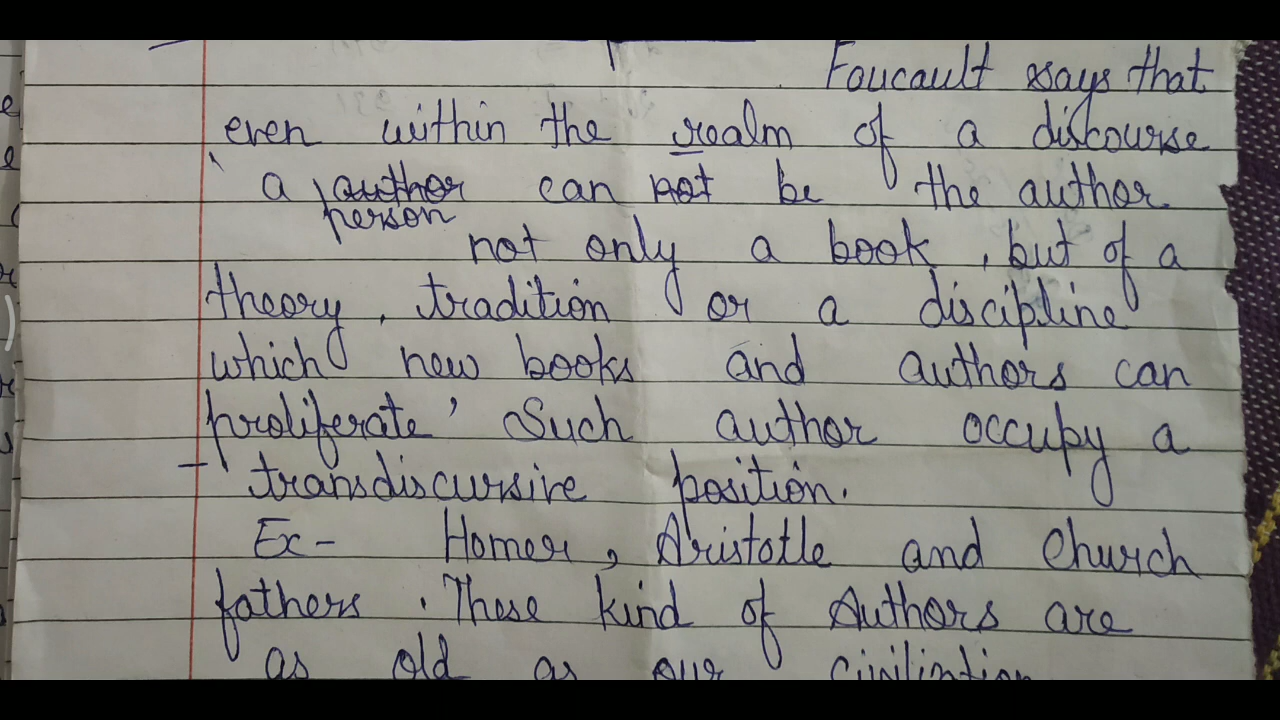 Foucault says that
even within the realm of a discourse
' a author can not be the author
person
not only a book, but of a
theory, tradition or a discipline
which new books and authors can
proliferate' Such author occupy a
transdiscursive position.
Ex- Homer, Aristotle and Church
fathers. These kind of Authors are
as old as our